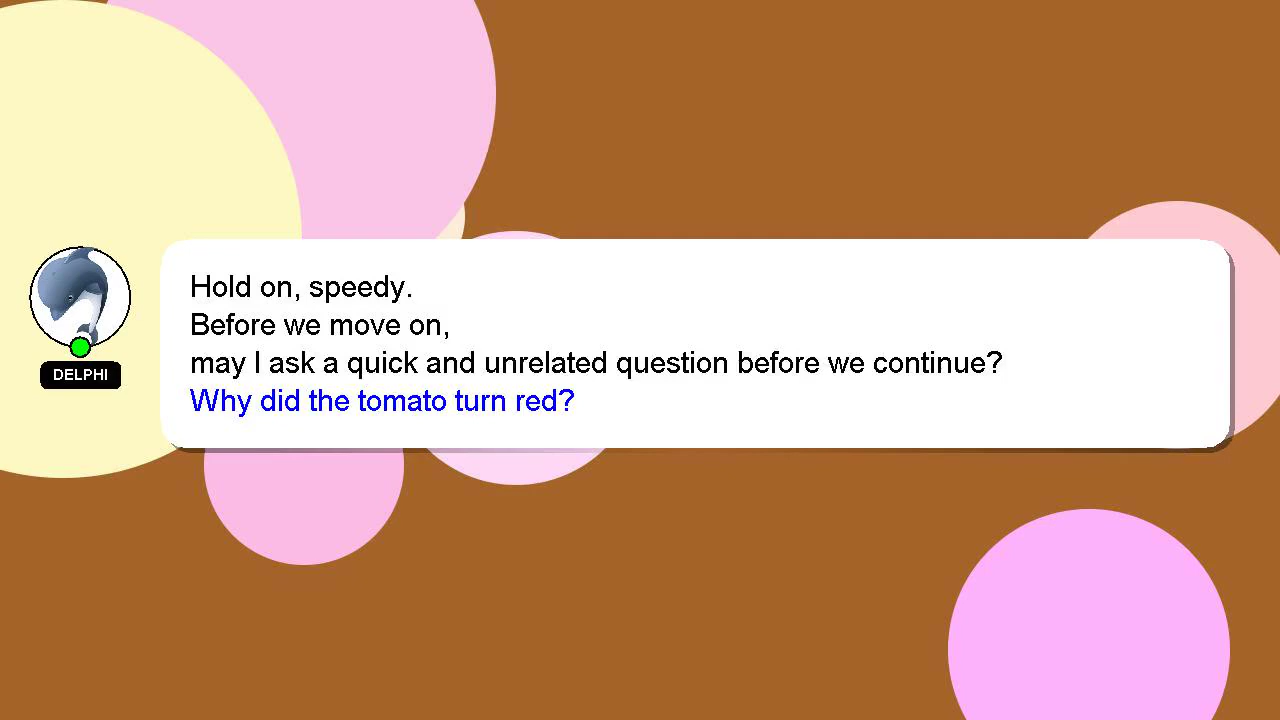 Hold on, speedy.
Before we move on,
may I ask a quick and unrelated question before we continue?
Why did the tomato turn red?
DELPHI